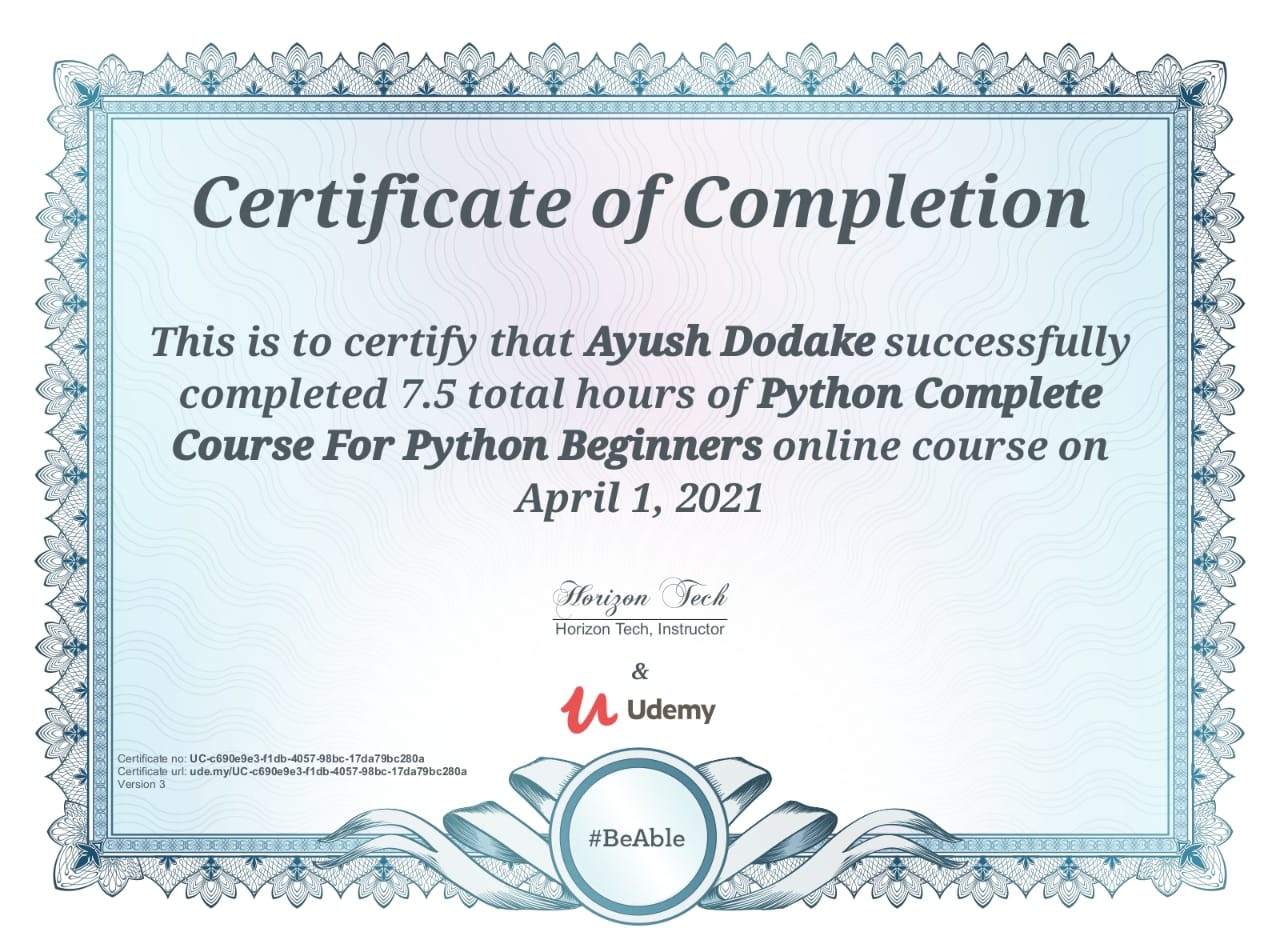 Certificate of Completion
This is to certify that Ayush Dodake successfully
completed 7.5 total hours of Python Complete
Course For Python Beginners online course on
April 1, 2021
Horizon Tech
Horizon Tech, Instructor
&
Udemy
Certificate no: UC-c690e9e3-f1db-4057-98bc-17da79bc280a
Certificate url: ude.my/UC-c690e9e3-f1db-4057-98bc-17da79bc280a
Version 3
#BeAble